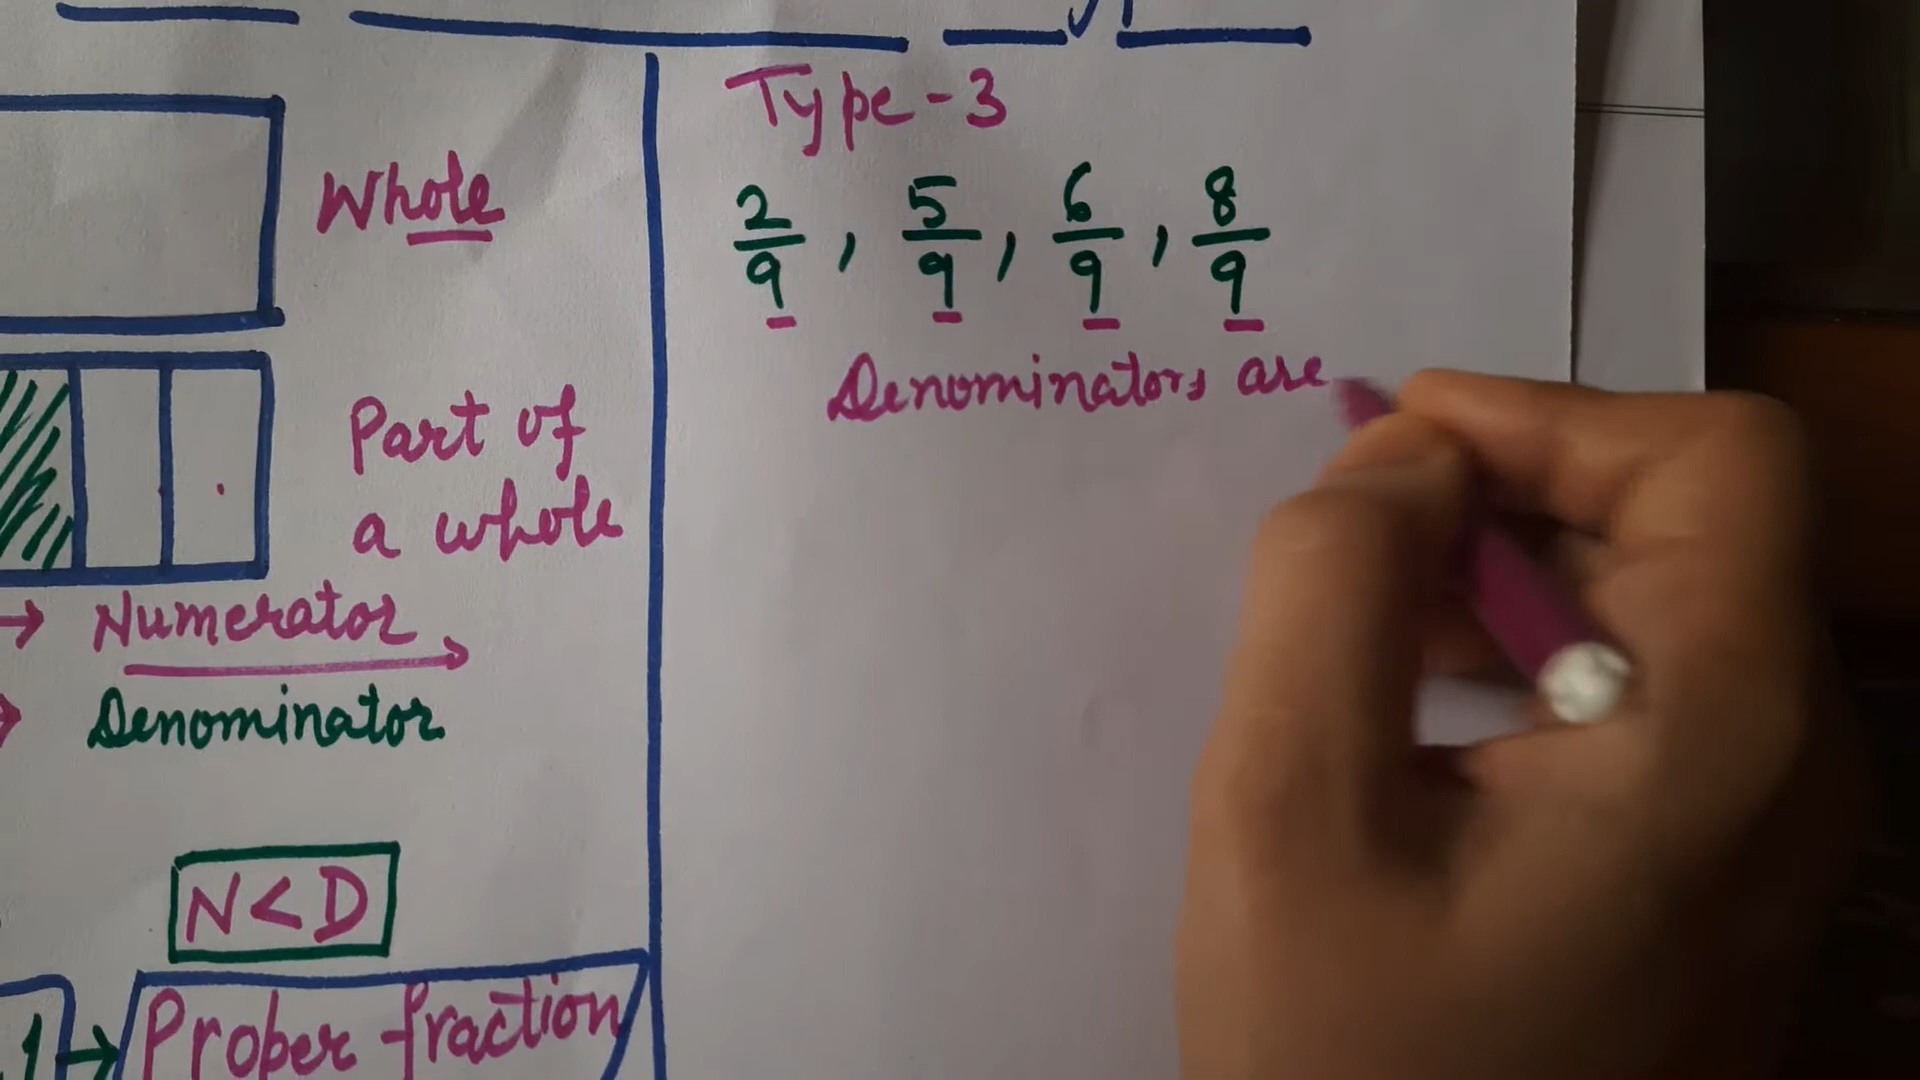 Whole
Part of
a whole
→ Numerator
Denominator
N<D
1 → Proper fraction
Type-3
2/9, 5/9, 6/9, 8/9
Denominators are